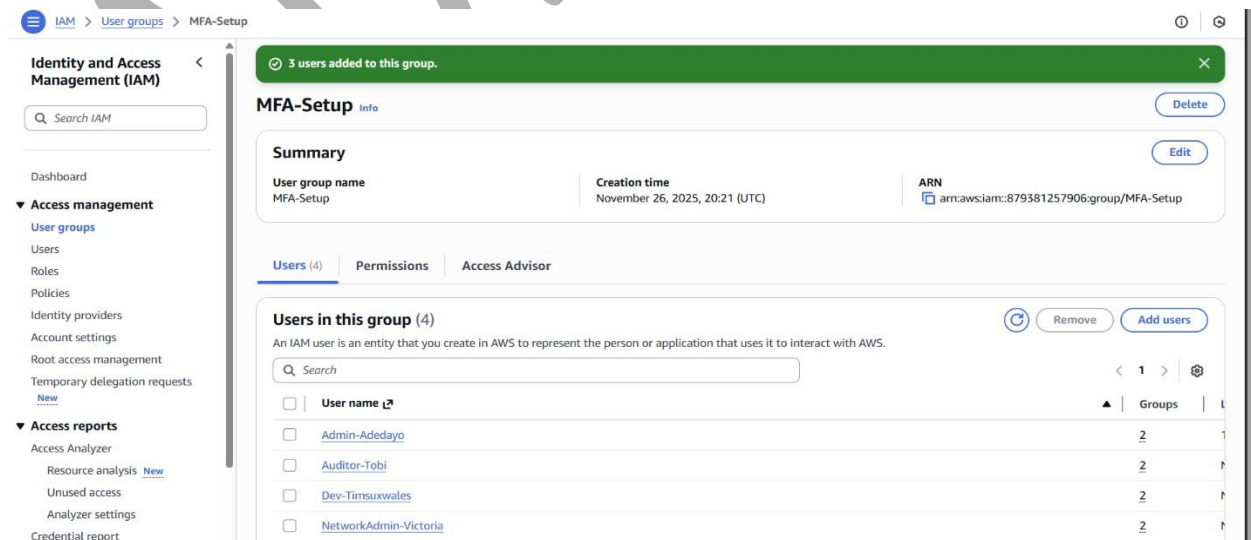 IAM > User groups > MFA-Setup
Identity and Access Management (IAM)
Search IAM
Dashboard
Access management
User groups
Users
Roles
Policies
Identity providers
Account settings
Root access management
Temporary delegation requests
New
Access reports
Access Analyzer
Resource analysis New
Unused access
Analyzer settings
Credential report
3 users added to this group.
MFA-Setup Info
Delete
Summary
Edit
User group name
MFA-Setup
Creation time
November 26, 2025, 20:21 (UTC)
ARN
arn:aws:iam::879381257906:group/MFA-Setup
Users (4) Permissions Access Advisor
Users in this group (4)
Remove Add users
An IAM user is an entity that you create in AWS to represent the person or application that uses it to interact with AWS.
Search
< 1 >
User name Groups
Admin-Adedayo 2
Auditor-Tobi 2
Dev-Timsuxwales 2
NetworkAdmin-Victoria 2